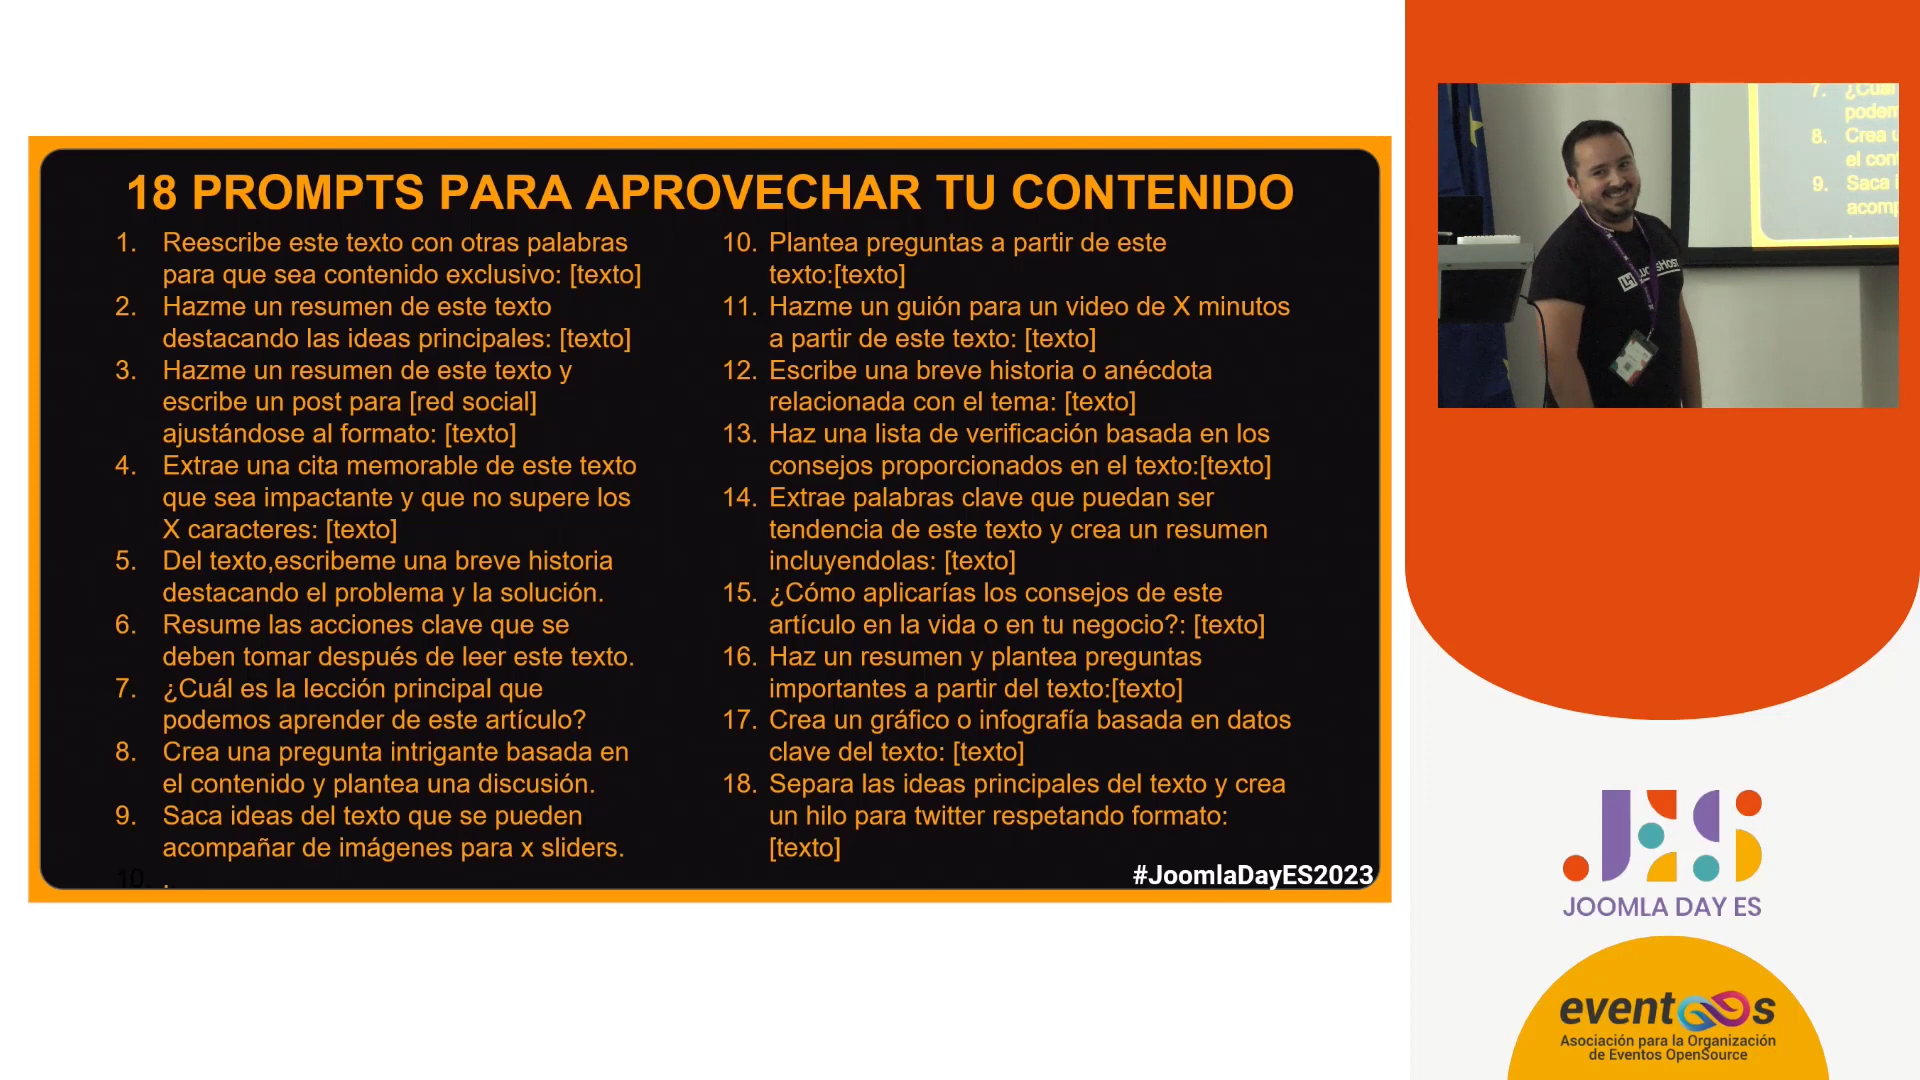 18 PROMPTS PARA APROVECHAR TU CONTENIDO
1. Reescribe este texto con otras palabras
para que sea contenido exclusivo: [texto]
2. Hazme un resumen de este texto
destacando las ideas principales: [texto]
3. Hazme un resumen de este texto y
escribe un post para [red social]
ajustándose al formato: [texto]
4. Extrae una cita memorable de este texto
que sea impactante y que no supere los
X caracteres: [texto]
5. Del texto,escribeme una breve historia
destacando el problema y la solución.
6. Resume las acciones clave que se
deben tomar después de leer este texto.
7. ¿Cuál es la lección principal que
podemos aprender de este artículo?
8. Crea una pregunta intrigante basada en
el contenido y plantea una discusión.
9. Saca ideas del texto que se pueden
acompañar de imágenes para x sliders.
10. .
10. Plantea preguntas a partir de este
texto:[texto]
11. Hazme un guión para un video de X minutos
a partir de este texto: [texto]
12. Escribe una breve historia o anécdota
relacionada con el tema: [texto]
13. Haz una lista de verificación basada en los
consejos proporcionados en el texto:[texto]
14. Extrae palabras clave que puedan ser
tendencia de este texto y crea un resumen
incluyendolas: [texto]
15. ¿Cómo aplicarías los consejos de este
artículo en la vida o en tu negocio?: [texto]
16. Haz un resumen y plantea preguntas
importantes a partir del texto:[texto]
17. Crea un gráfico o infografía basada en datos
clave del texto: [texto]
18. Separa las ideas principales del texto y crea
un hilo para twitter respetando formato:
[texto]
#JoomlaDayES2023
7. ¿Cuál
podem
8. Crea u
el cont
9. Saca i
acomp
JES
JOOMLA DAY ES
eventoos
Asociación para la Organización
de Eventos OpenSource